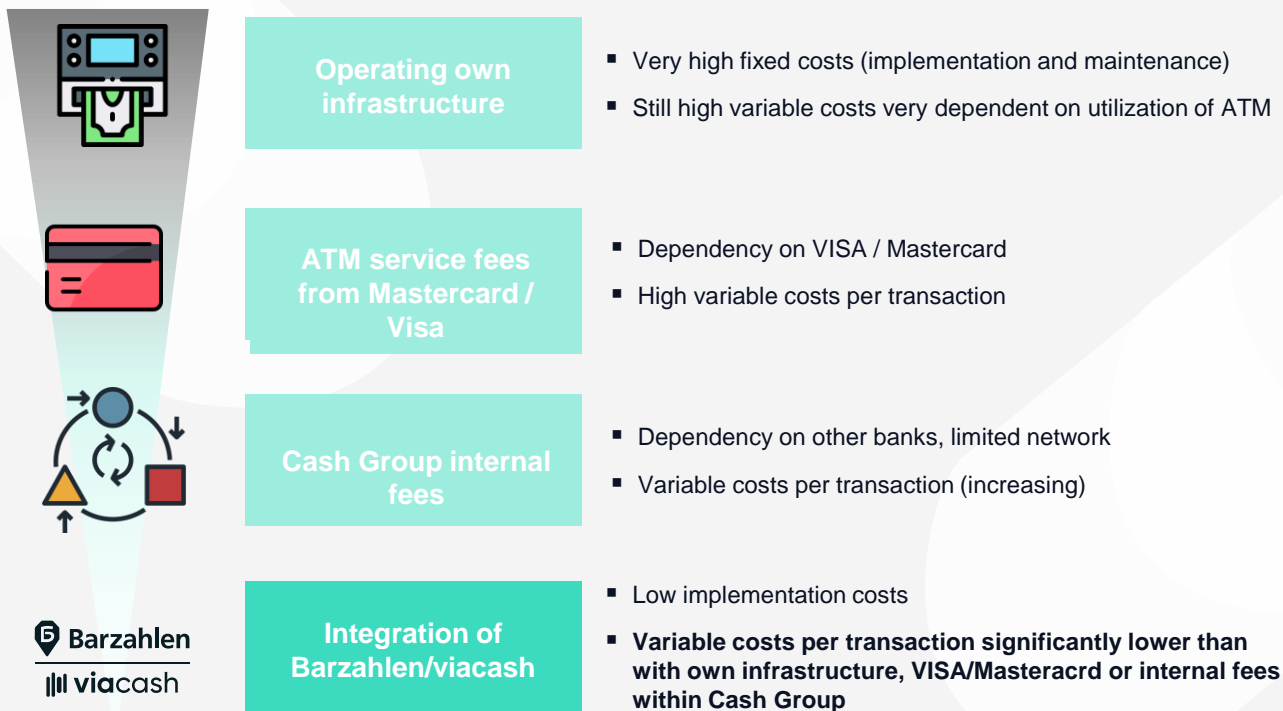 Operating own
infrastructure
▪ Very high fixed costs (implementation and maintenance)
▪ Still high variable costs very dependent on utilization of ATM
ATM service fees
from Mastercard /
Visa
▪ Dependency on VISA / Mastercard
▪ High variable costs per transaction
Cash Group internal
fees
▪ Dependency on other banks, limited network
▪ Variable costs per transaction (increasing)
Barzahlen
viacash
Integration of
Barzahlen/viacash
▪ Low implementation costs
▪ Variable costs per transaction significantly lower than
with own infrastructure, VISA/Masteracrd or internal fees
within Cash Group